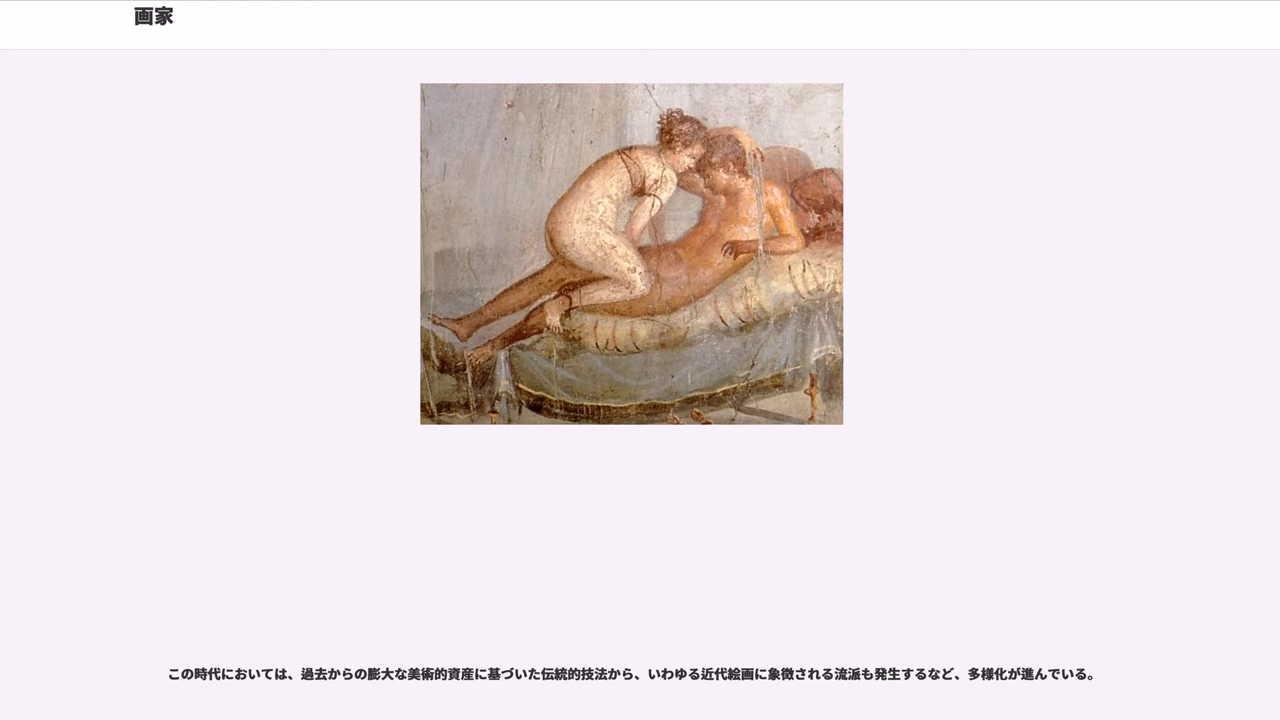 画家
この時代においては、過去からの膨大な美術的資産に基づいた伝統的技法から、いわゆる近代絵画に象徴される流派も発生するなど、多様化が進んでいる。